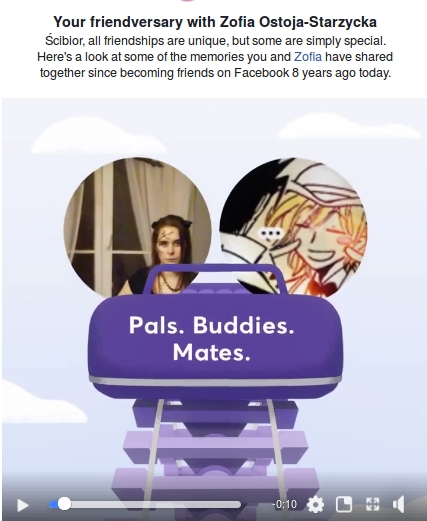 Your friendversary with Zofia Ostoja-Starzycka
Ścibior, all friendships are unique, but some are simply special.
Here's a look at some of the memories you and Zofia have shared
together since becoming friends on Facebook 8 years ago today.
Pals. Buddies.
Mates.
-0:10